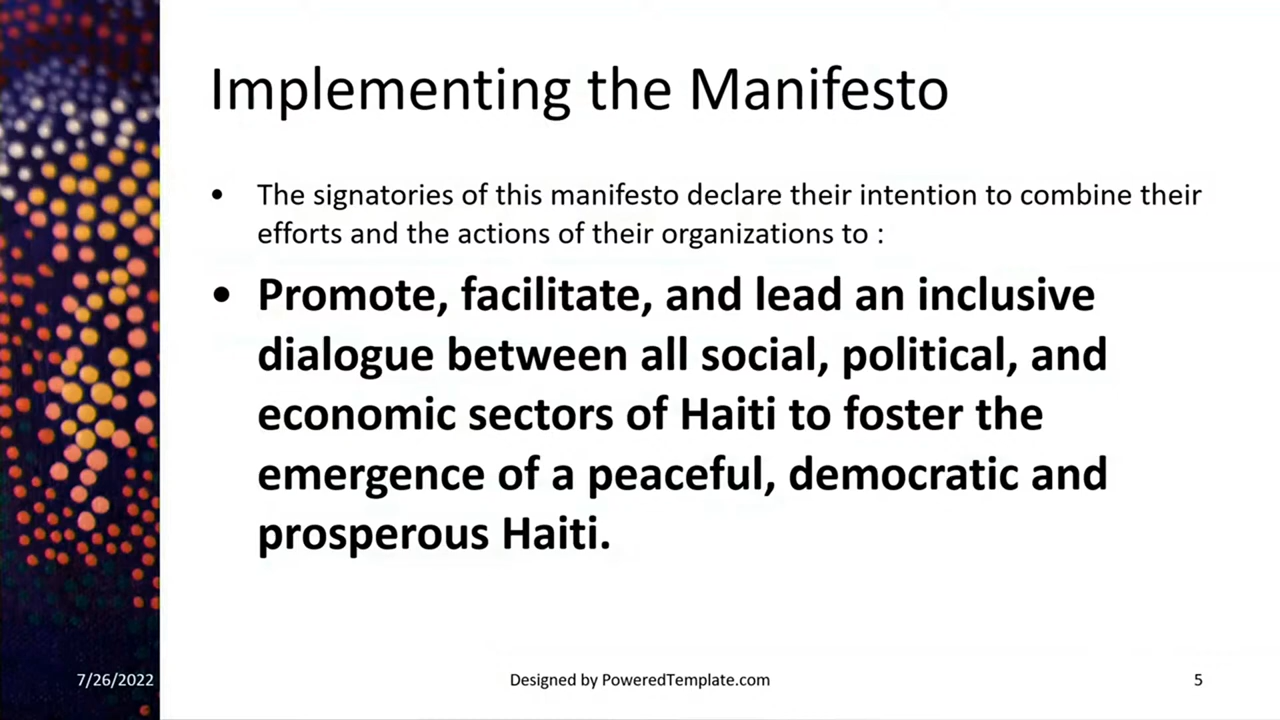 Implementing the Manifesto
• The signatories of this manifesto declare their intention to combine their
efforts and the actions of their organizations to :
• Promote, facilitate, and lead an inclusive
dialogue between all social, political, and
economic sectors of Haiti to foster the
emergence of a peaceful, democratic and
prosperous Haiti.
7/26/2022
Designed by PoweredTemplate.com
5